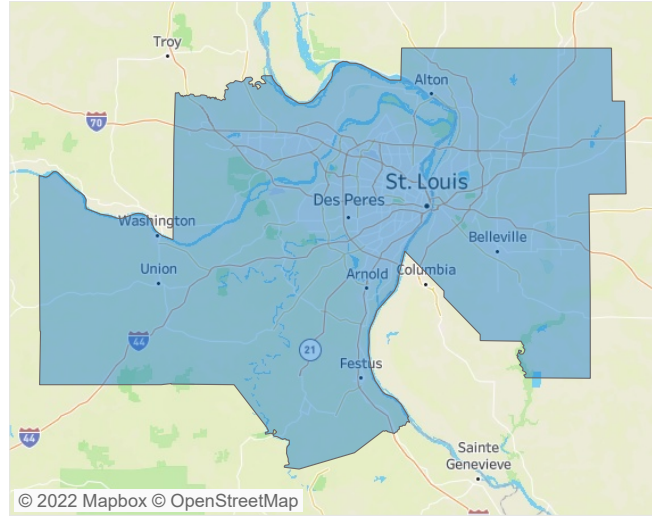 Troy
70
Alton
St. Louis
Des Peres
Washington
Belleville
Union
Arnold
Columbia
44
21
Festus
44
Sainte
Genevieve
© 2022 Mapbox © OpenStreetMap